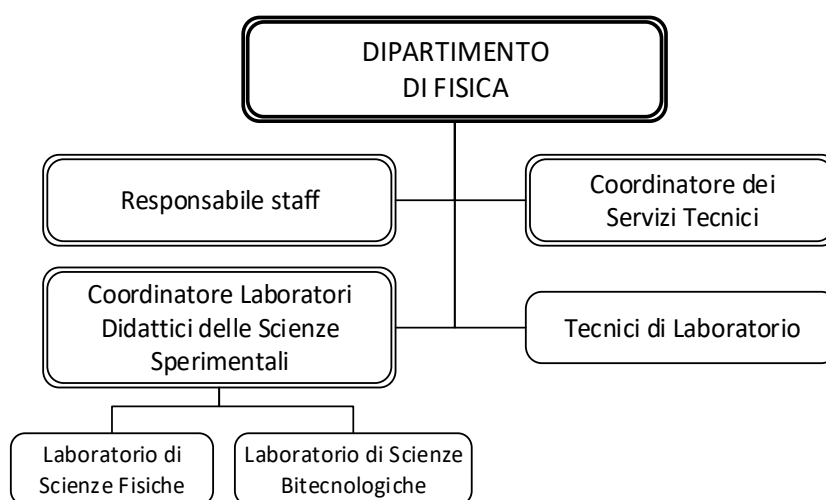 DIPARTIMENTO
DI FISICA
Responsabile staff
Coordinatore dei
Servizi Tecnici
Coordinatore Laboratori
Didattici delle Scienze
Sperimentali
Tecnici di Laboratorio
Laboratorio di
Scienze Fisiche
Laboratorio di Scienze
Bitecnologiche